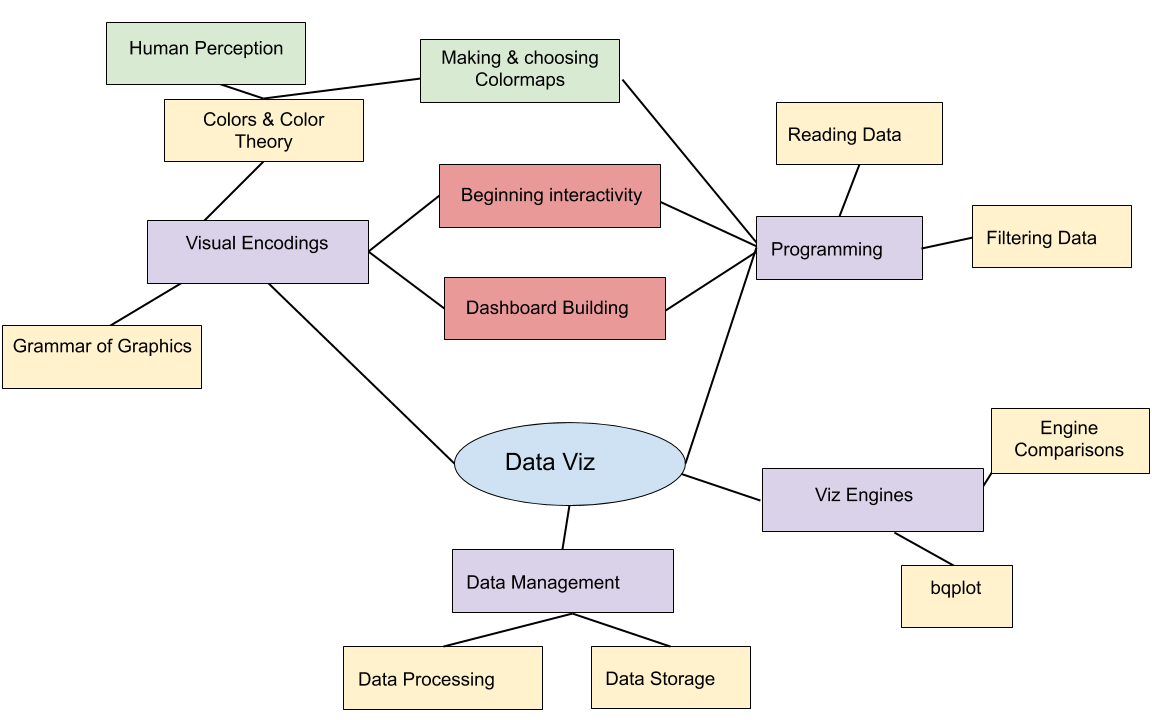 Human Perception
Making & choosing
Colormaps
Colors & Color
Theory
Reading Data
Beginning interactivity
Visual Encodings
Programming
Filtering Data
Dashboard Building
Grammar of Graphics
Engine
Comparisons
Data Viz
Viz Engines
Data Management
bqplot
Data Processing
Data Storage